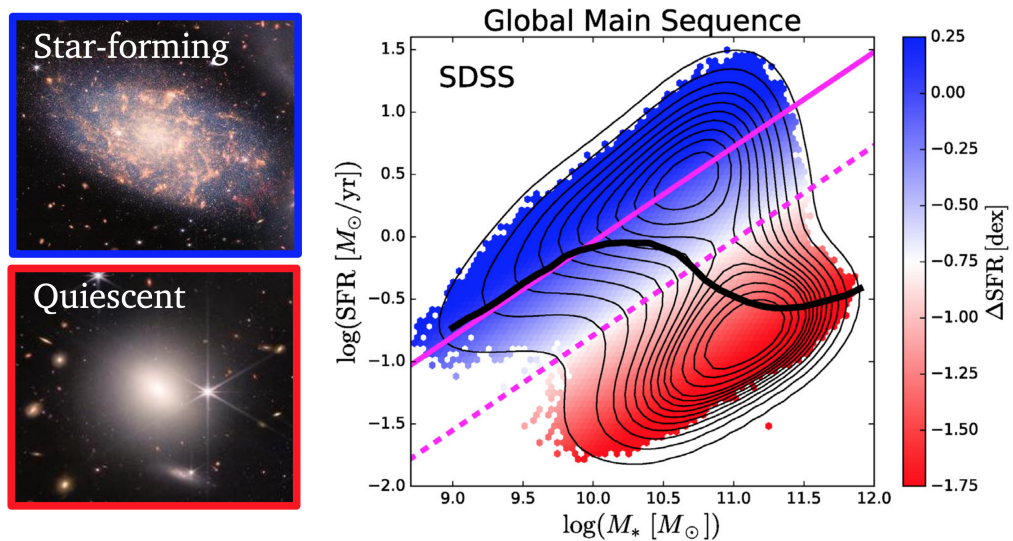 Star-forming
Quiescent
Global Main Sequence
SDSS
log(SFR [M⊙/yr])
1.5
1.0
0.5
0.0
−0.5
−1.0
−1.5
−2.0
9.0 9.5 10.0 10.5 11.0 11.5 12.0
log(M* [M⊙])
0.25
0.00
−0.25
−0.50
−0.75
−1.00
−1.25
−1.50
−1.75
ΔSFR [dex]